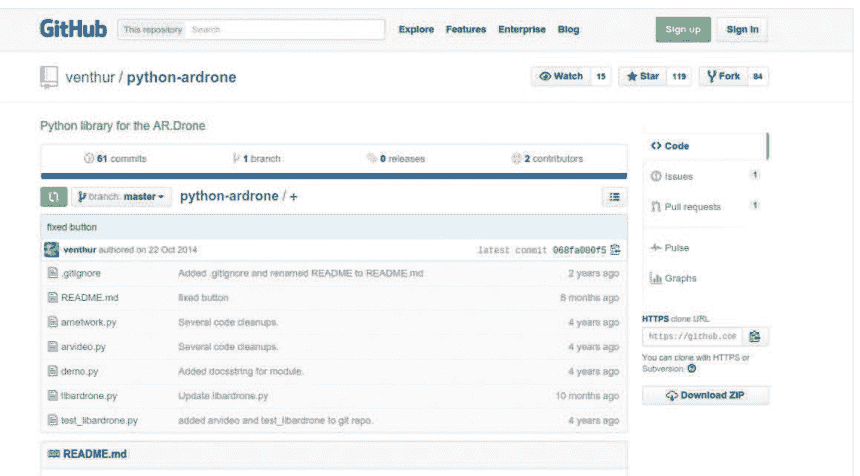 GitHub This repository Search Explore Features Enterprise Blog Sign up Sign in
venthur / python-ardrone Watch 15 Star 119 Fork 84
Python library for the AR.Drone
61 commits 1 branch 0 releases 2 contributors
branch: master python-ardrone / +
fixed button
venthur authored on 22 Oct 2014 latest commit 068fa080f5
.gitignore Added .gitignore and renamed README to README.md 2 years ago
README.md fixed button 8 months ago
arnetwork.py Several code cleanups. 4 years ago
arvideo.py Several code cleanups. 4 years ago
demo.py Added docsstring for module. 4 years ago
libardrone.py Update libardrone.py 10 months ago
test_libardrone.py added arvideo and test_libardrone to git repo. 4 years ago
README.md
Code
Issues 1
Pull requests 1
Pulse
Graphs
HTTPS clone URL
https://github.com
You can clone with HTTPS or
Subversion.
Download ZIP